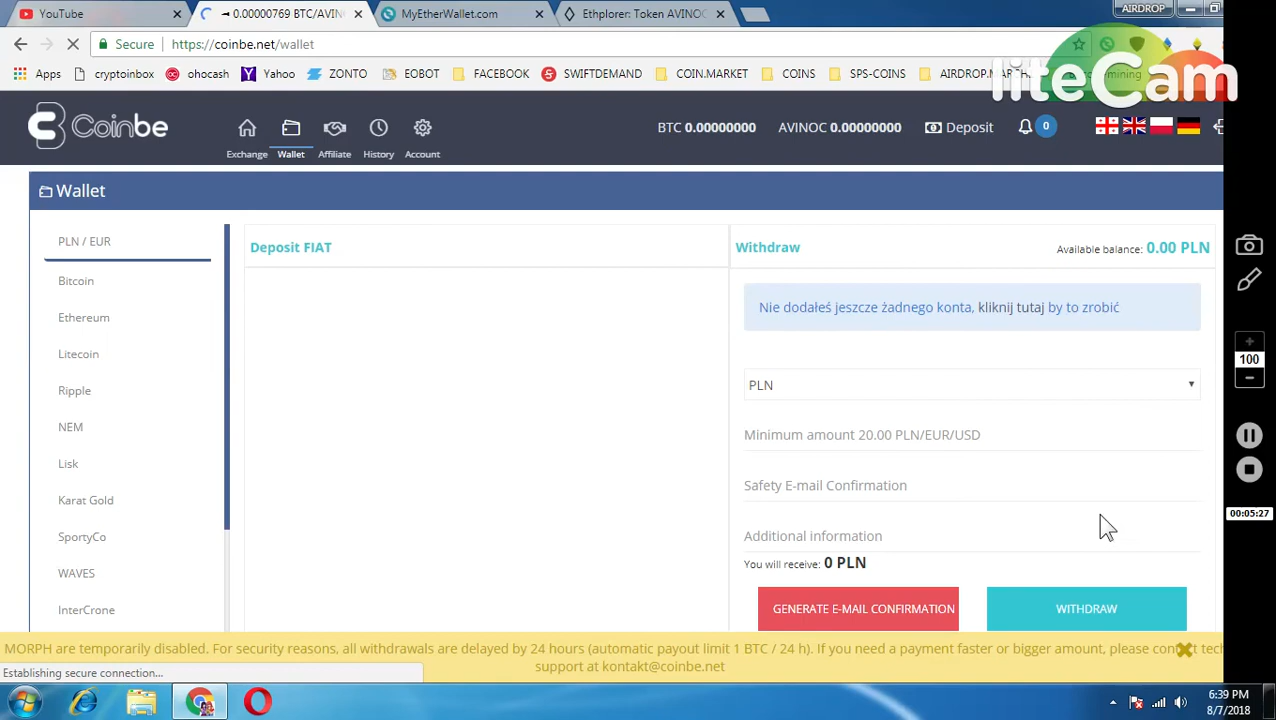 YouTube
0.00000769 BTC/AVIN
MyEtherWallet.com
Ethplorer: Token AVINOC
AIRDROP
Secure
https://coinbe.net/wallet
Apps
cryptoinbox
ohocash
Yahoo
ZONTO
EOBOT
FACEBOOK
SWIFTDEMAND
COIN.MARKET
COINS
SPS-COINS
mining
liteCam
Coinbe
Exchange
Wallet
Affiliate
History
Account
BTC 0.00000000
AVINOC 0.00000000
Deposit
0
Wallet
PLN / EUR
Bitcoin
Ethereum
Litecoin
Ripple
NEM
Lisk
Karat Gold
SportyCo
WAVES
InterCrone
Deposit FIAT
Withdraw
Available balance: 0.00 PLN
Nie dodałeś jeszcze żadnego konta, kliknij tutaj by to zrobić
PLN
Minimum amount 20.00 PLN/EUR/USD
Safety E-mail Confirmation
Additional information
You will receive: 0 PLN
GENERATE E-MAIL CONFIRMATION
WITHDRAW
MORPH are temporarily disabled. For security reasons, all withdrawals are delayed by 24 hours (automatic payout limit 1 BTC / 24 h). If you need a payment faster or bigger amount, please contact tech
support at kontakt@coinbe.net
Establishing secure connection...
100
00:05:27
6:39 PM
8/7/2018